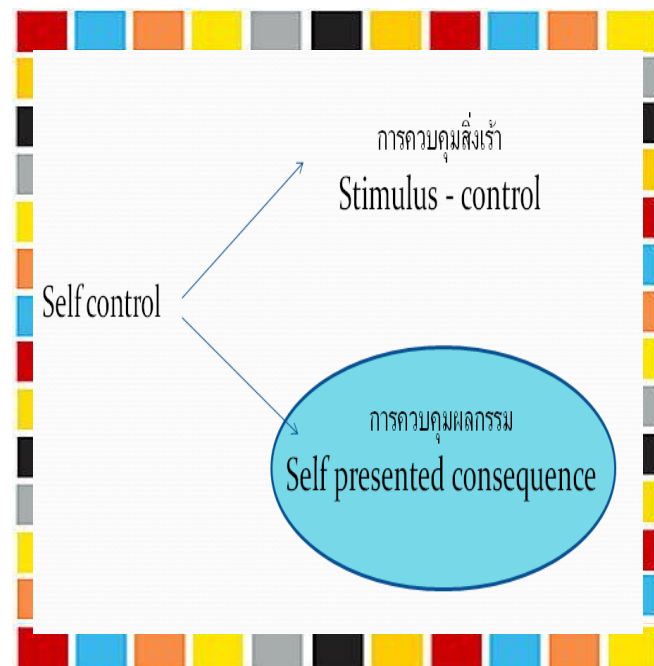 การควบคุมสิ่งเร้า
Stimulus - control
Self control
การควบคุมผลกรรม
Self presented consequence